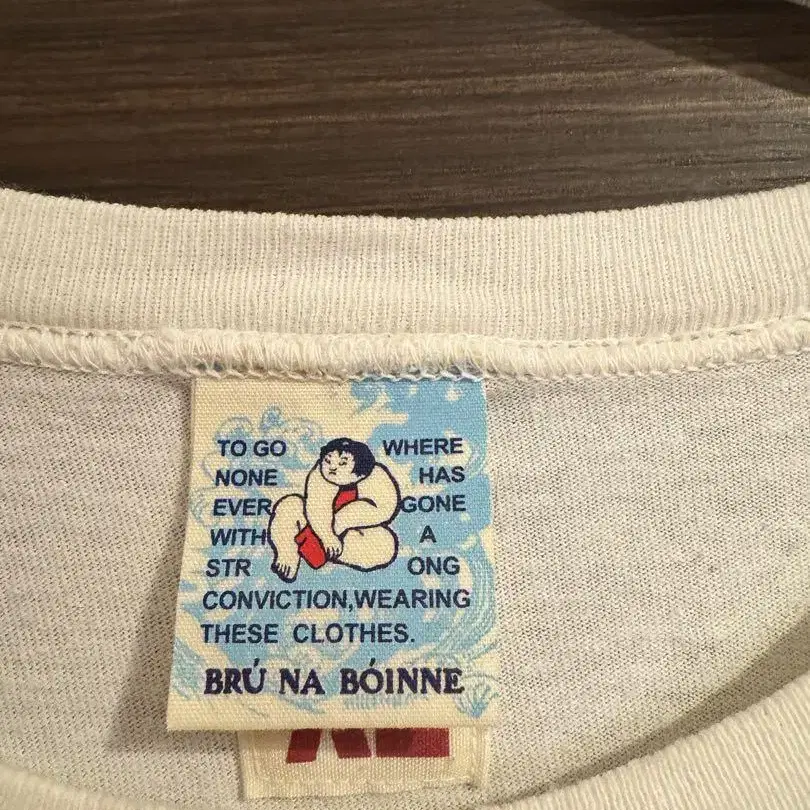 TO GO WHERE
NONE HAS
EVER GONE
WITH A
STR ONG
CONVICTION,WEARING
THESE CLOTHES.
BRÚ NA BÓINNE